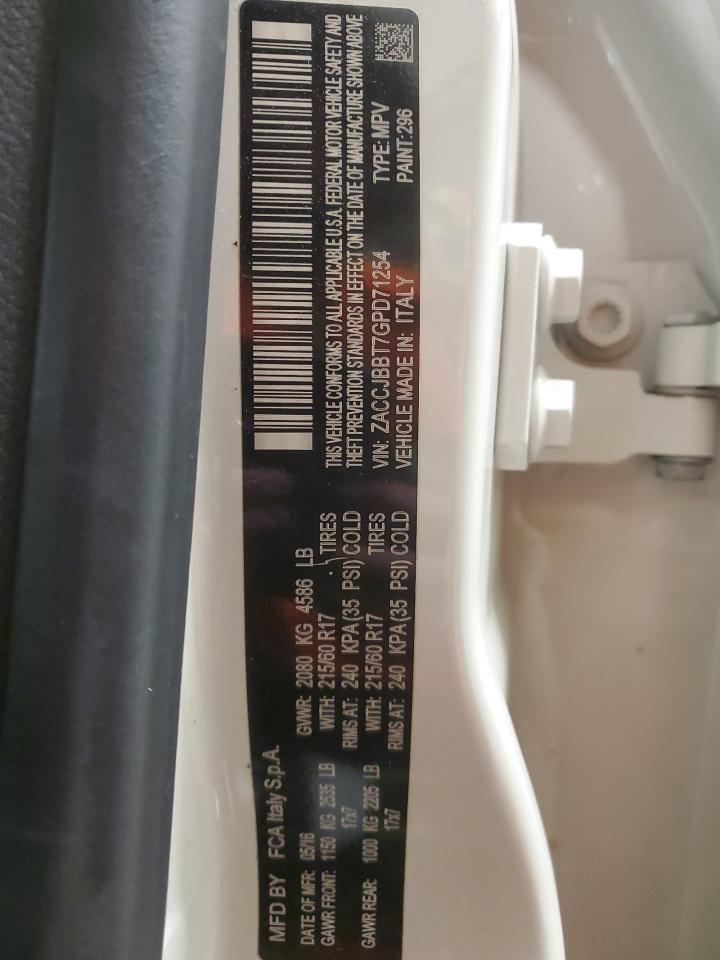 MFD BY FCA Italy S.p.A.
DATE OF MFR: 05/16 GVWR: 2080 KG 4586 LB
GAWR FRONT: 1150 KG 2535 LB WITH: 215/60 R17 TIRES
17x7 RIMS AT: 240 KPA (35 PSI) COLD
GAWR REAR: 1000 KG 2205 LB WITH: 215/60 R17 TIRES
17x7 RIMS AT: 240 KPA (35 PSI) COLD
THIS VEHICLE CONFORMS TO ALL APPLICABLE U.S.A. FEDERAL MOTOR VEHICLE SAFETY AND
THEFT PREVENTION STANDARDS IN EFFECT ON THE DATE OF MANUFACTURE SHOWN ABOVE
VIN: ZACCJBBT7GPD71254 TYPE: MPV
VEHICLE MADE IN: ITALY PAINT: 296